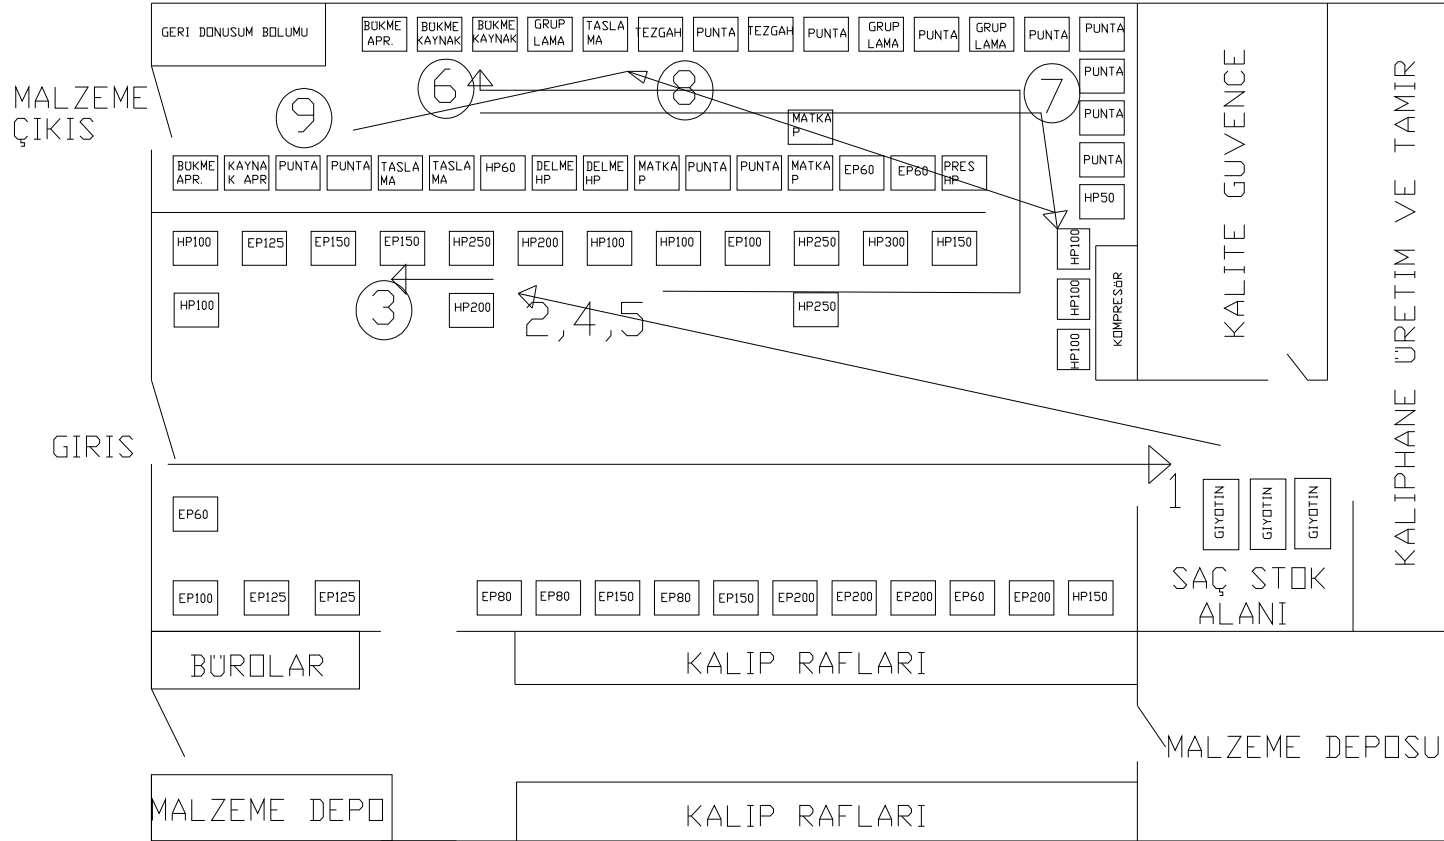 GERI DONUSUM BOLUMU
BUKME
APR.
BUKME
KAYNAK
BUKME
KAYNAK
GRUP
LAMA
TASLA
MA
TEZGAH
PUNTA
TEZGAH
PUNTA
GRUP
LAMA
PUNTA
GRUP
LAMA
PUNTA
PUNTA
PUNTA
PUNTA
PUNTA
HP50
MALZEME
ÇIKIS
9
6
8
7
MATKA
P
BUKME
APR.
KAYNA
K APR
PUNTA
PUNTA
TASLA
MA
TASLA
MA
HP60
DELME
HP
DELME
HP
MATKA
P
PUNTA
PUNTA
MATKA
P
EP60
EP60
PRES
HP
HP100
EP125
EP150
EP150
HP250
HP200
HP100
HP100
EP100
HP250
HP300
HP150
HP100
HP100
HP100
KOMPRESÖR
HP100
3
HP200
2,4,5
HP250
KALITE GUVENCE
KALIPHANE ÜRETIM VE TAMIR
GIRIS
1
GIYOTIN
GIYOTIN
GIYOTIN
SAÇ STOK
ALANI
EP60
EP100
EP125
EP125
EP80
EP80
EP150
EP80
EP150
EP200
EP200
EP200
EP60
EP200
HP150
BÜROLAR
KALIP RAFLARI
MALZEME DEPOSU
MALZEME DEPO
KALIP RAFLARI